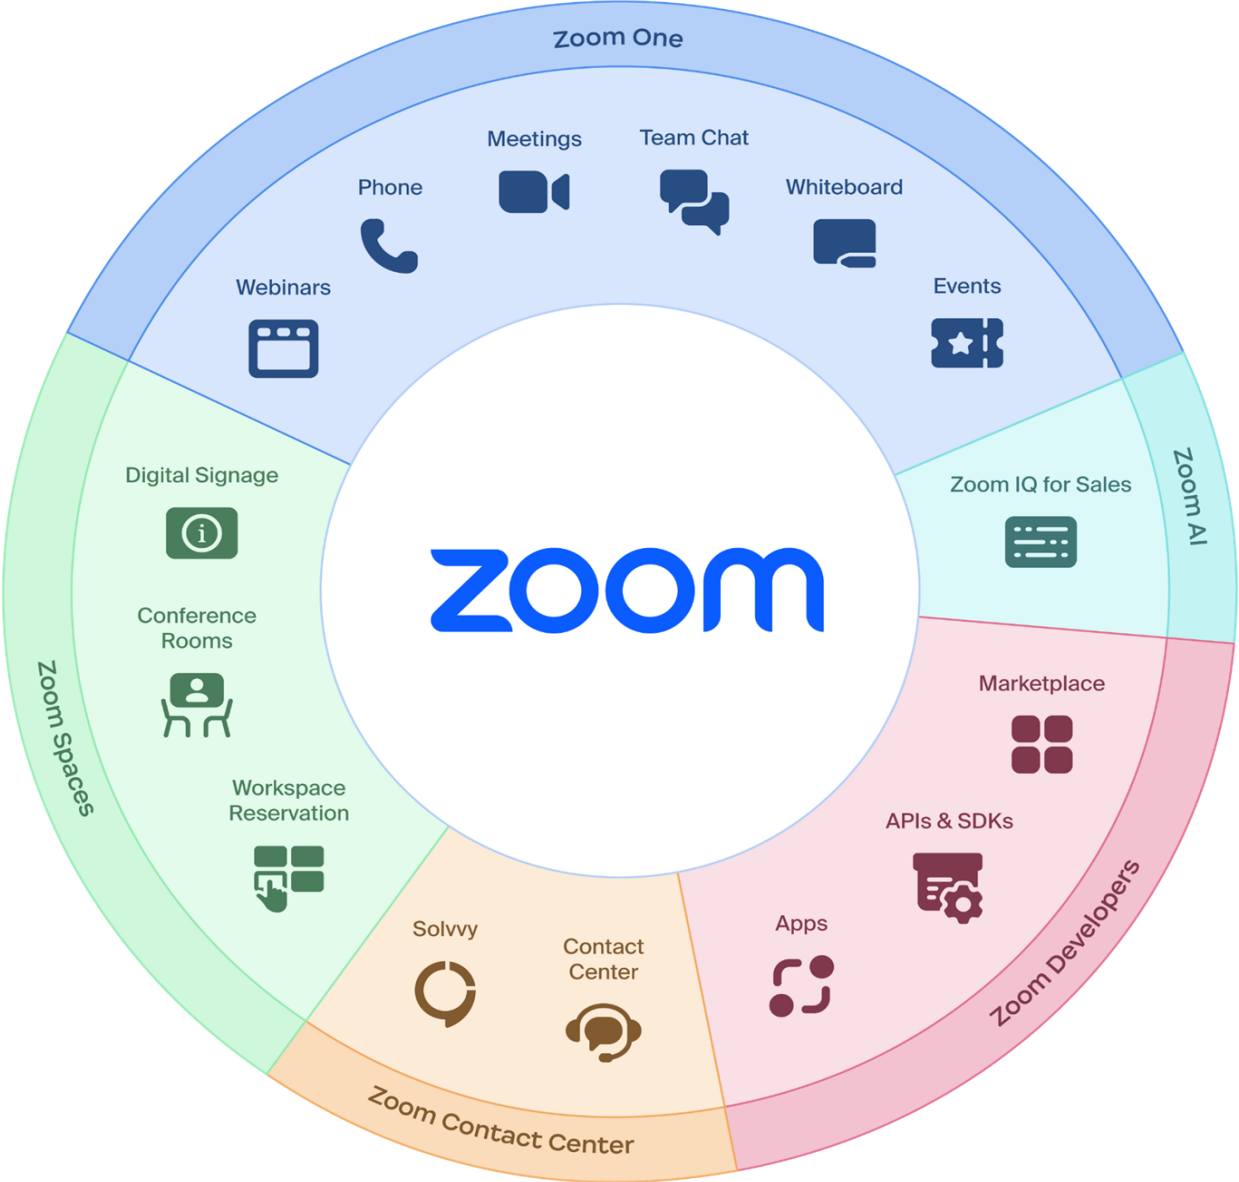 Zoom One
Meetings
Team Chat
Phone
Whiteboard
Webinars
Events
Zoom AI
Zoom IQ for Sales
Zoom Developers
Marketplace
APIs & SDKs
Apps
Zoom Contact Center
Contact
Center
Solvvy
Zoom Spaces
Digital Signage
Conference
Rooms
Workspace
Reservation
zoom